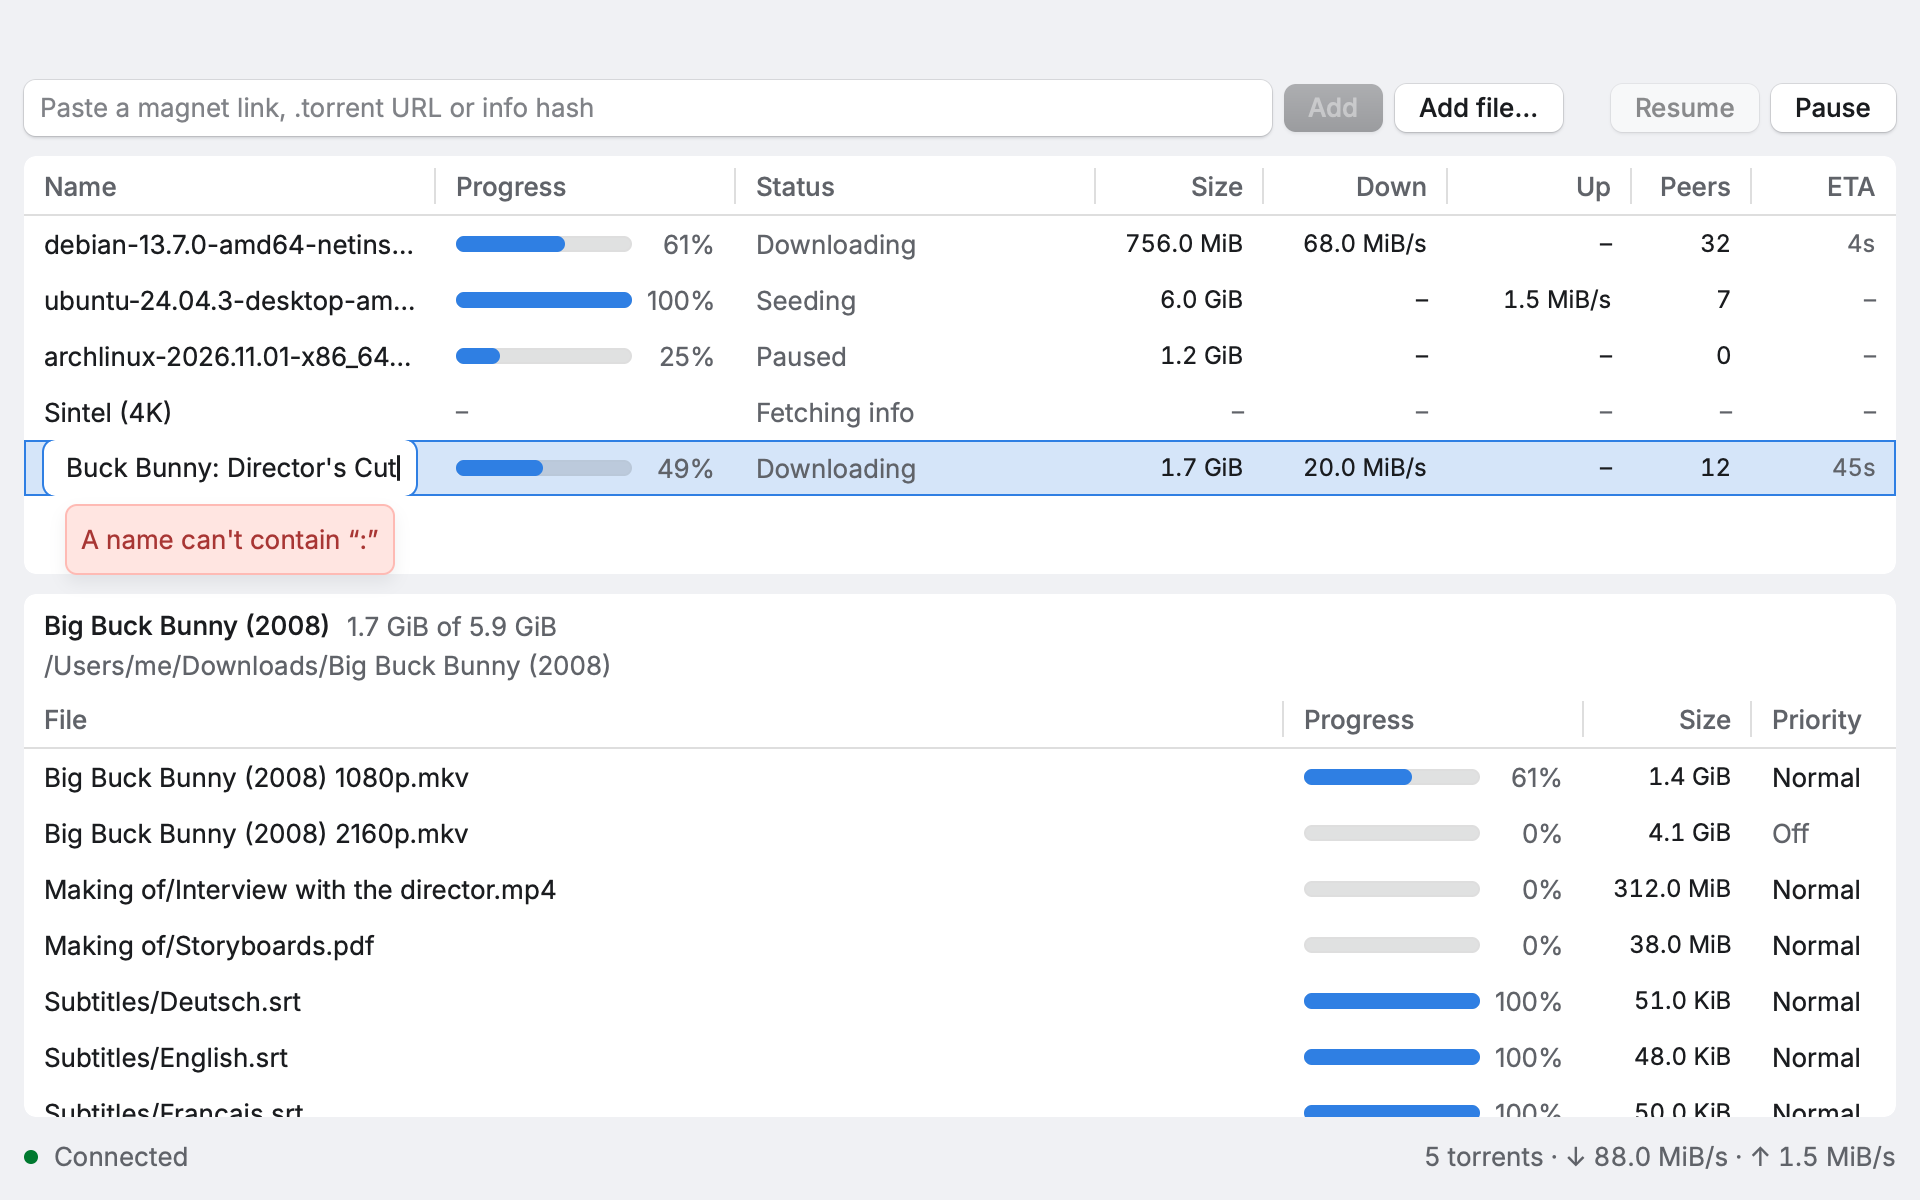 Paste a magnet link, .torrent URL or info hash Add Add file... Resume Pause
Name Progress Status Size Down Up Peers ETA
debian-13.7.0-amd64-netins... 61% Downloading 756.0 MiB 68.0 MiB/s – 32 4s
ubuntu-24.04.3-desktop-am... 100% Seeding 6.0 GiB – 1.5 MiB/s 7 –
archlinux-2026.11.01-x86_64... 25% Paused 1.2 GiB – – 0 –
Sintel (4K) – Fetching info – – – – –
Buck Bunny: Director's Cut 49% Downloading 1.7 GiB 20.0 MiB/s – 12 45s
A name can't contain “:”
Big Buck Bunny (2008) 1.7 GiB of 5.9 GiB
/Users/me/Downloads/Big Buck Bunny (2008)
File Progress Size Priority
Big Buck Bunny (2008) 1080p.mkv 61% 1.4 GiB Normal
Big Buck Bunny (2008) 2160p.mkv 0% 4.1 GiB Off
Making of/Interview with the director.mp4 0% 312.0 MiB Normal
Making of/Storyboards.pdf 0% 38.0 MiB Normal
Subtitles/Deutsch.srt 100% 51.0 KiB Normal
Subtitles/English.srt 100% 48.0 KiB Normal
Subtitles/Francais.srt 100% 50.0 KiB Normal
Connected 5 torrents · ↓ 88.0 MiB/s · ↑ 1.5 MiB/s